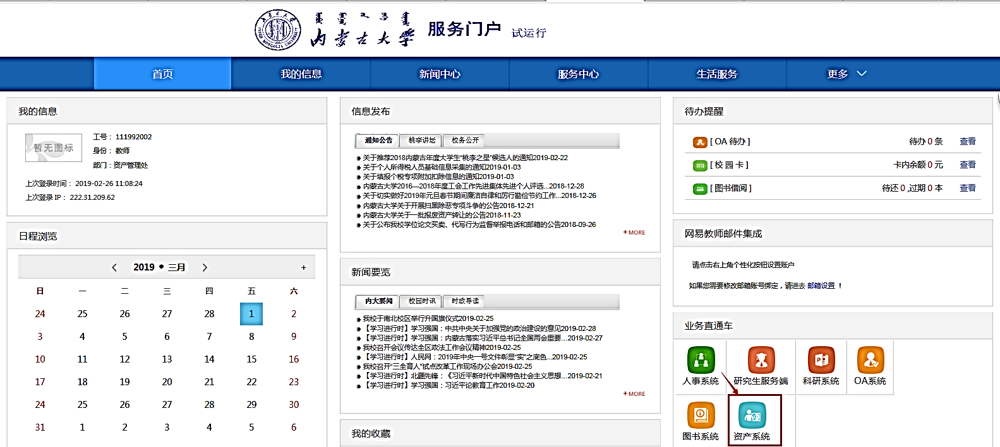 内蒙古大学 服务门户 试运行
首页 我的信息 新闻中心 服务中心 生活服务 更多
我的信息
暂无图标
工号： 111992002
身份： 教师
部门：资产管理处
上次登录时间： 2019-02-26 11:08:24
上次登录 IP： 222.31.209.62
日程浏览
2019 • 三月 +
日 一 二 三 四 五 六
24 25 26 27 28 1 2
3 4 5 6 7 8 9
10 11 12 13 14 15 16
17 18 19 20 21 22 23
24 25 26 27 28 29 30
31 1 2 3 4 5 6
信息发布
通知公告 桃李讲坛 校务公开
关于推荐2018内蒙古年度大学生“桃李之星”候选人的通知2019-02-22
关于个人所得税人员基础信息采集的通知2019-01-03
关于填报个税专项附加扣除信息的通知2019-01-03
内蒙古大学2016—2018年度工会工作先进集体先进个人评选...2018-12-28
关于切实做好2019年元旦春节期间廉洁自律和厉行勤俭节约工作...2018-12-26
内蒙古大学关于开展扫黑除恶专项斗争的公告2018-12-21
内蒙古大学关于一批报废资产转让的公告2018-11-23
关于公布我校学位论文买卖、代写行为监督举报电话和邮箱的公告2018-09-26
+MORE
新闻要览
内大要闻 校园时讯 时政导读
我校于南北校区举行升国旗仪式2019-02-25
【学习进行时】学习强国：中共中央关于加强党的政治建设的意见2019-02-28
【学习进行时】学习强国：内蒙古落实习近平总书记全国两会重要...2019-02-27
我校召开会议传达全区政法工作会议精神2019-02-25
【学习进行时】人民网：2019年中央一号文件彰显“实”之底色...2019-02-25
我校召开“三全育人”试点改革工作现场办公会2019-02-25
【学习进行时】北疆先锋：《习近平新时代中国特色社会主义思想...2019-02-21
【学习进行时】学习强国：习近平论教育工作2019-02-20
+MORE
我的收藏
待办提醒
[ OA 待办 ] 待办 0 条 查看
[ 校 园 卡 ] 卡内余额 0 元 查看
[ 图书借阅 ] 待还 0 ,过期 0 本 查看
网易教师邮件集成
请点击右上角个性化按钮设置账户
如果您需要修改邮箱账号绑定，请进去 邮箱设置 ！
业务直通车
人事系统 研究生服务端 科研系统 OA系统
图书系统 资产系统